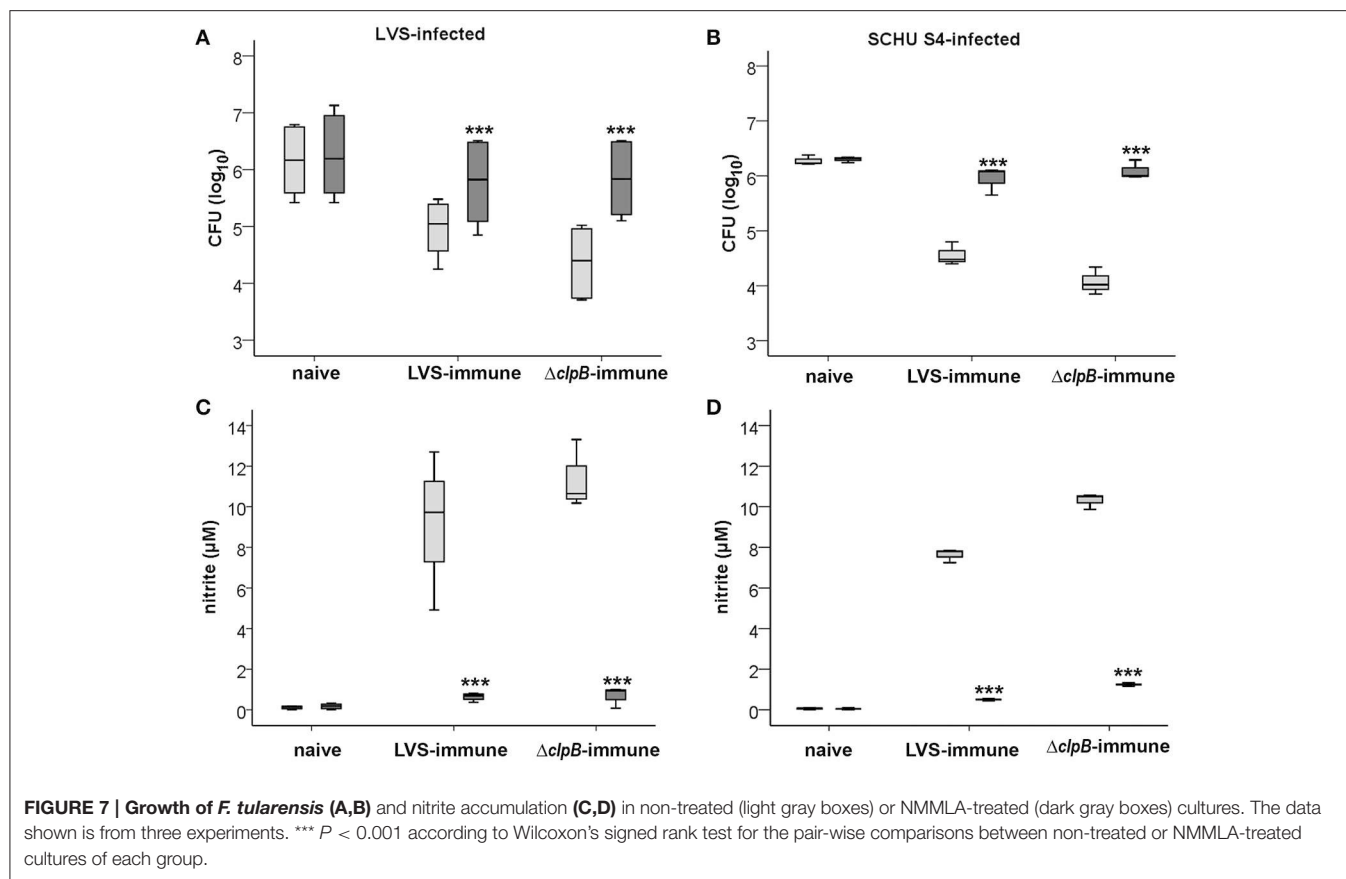 A
LVS-infected
CFU (log10)
8
7
6
5
4
3
***
***
naive
LVS-immune
ΔclpB-immune
B
SCHU S4-infected
CFU (log10)
8
7
6
5
4
3
***
***
naive
LVS-immune
ΔclpB-immune
C
nitrite (µM)
14
12
10
8
6
4
2
0
***
***
naive
LVS-immune
ΔclpB-immune
D
nitrite (µM)
14
12
10
8
6
4
2
0
***
***
naive
LVS-immune
ΔclpB-immune
FIGURE 7 | Growth of F. tularensis (A,B) and nitrite accumulation (C,D) in non-treated (light gray boxes) or NMMLA-treated (dark gray boxes) cultures. The data
shown is from three experiments. *** P < 0.001 according to Wilcoxon's signed rank test for the pair-wise comparisons between non-treated or NMMLA-treated
cultures of each group.